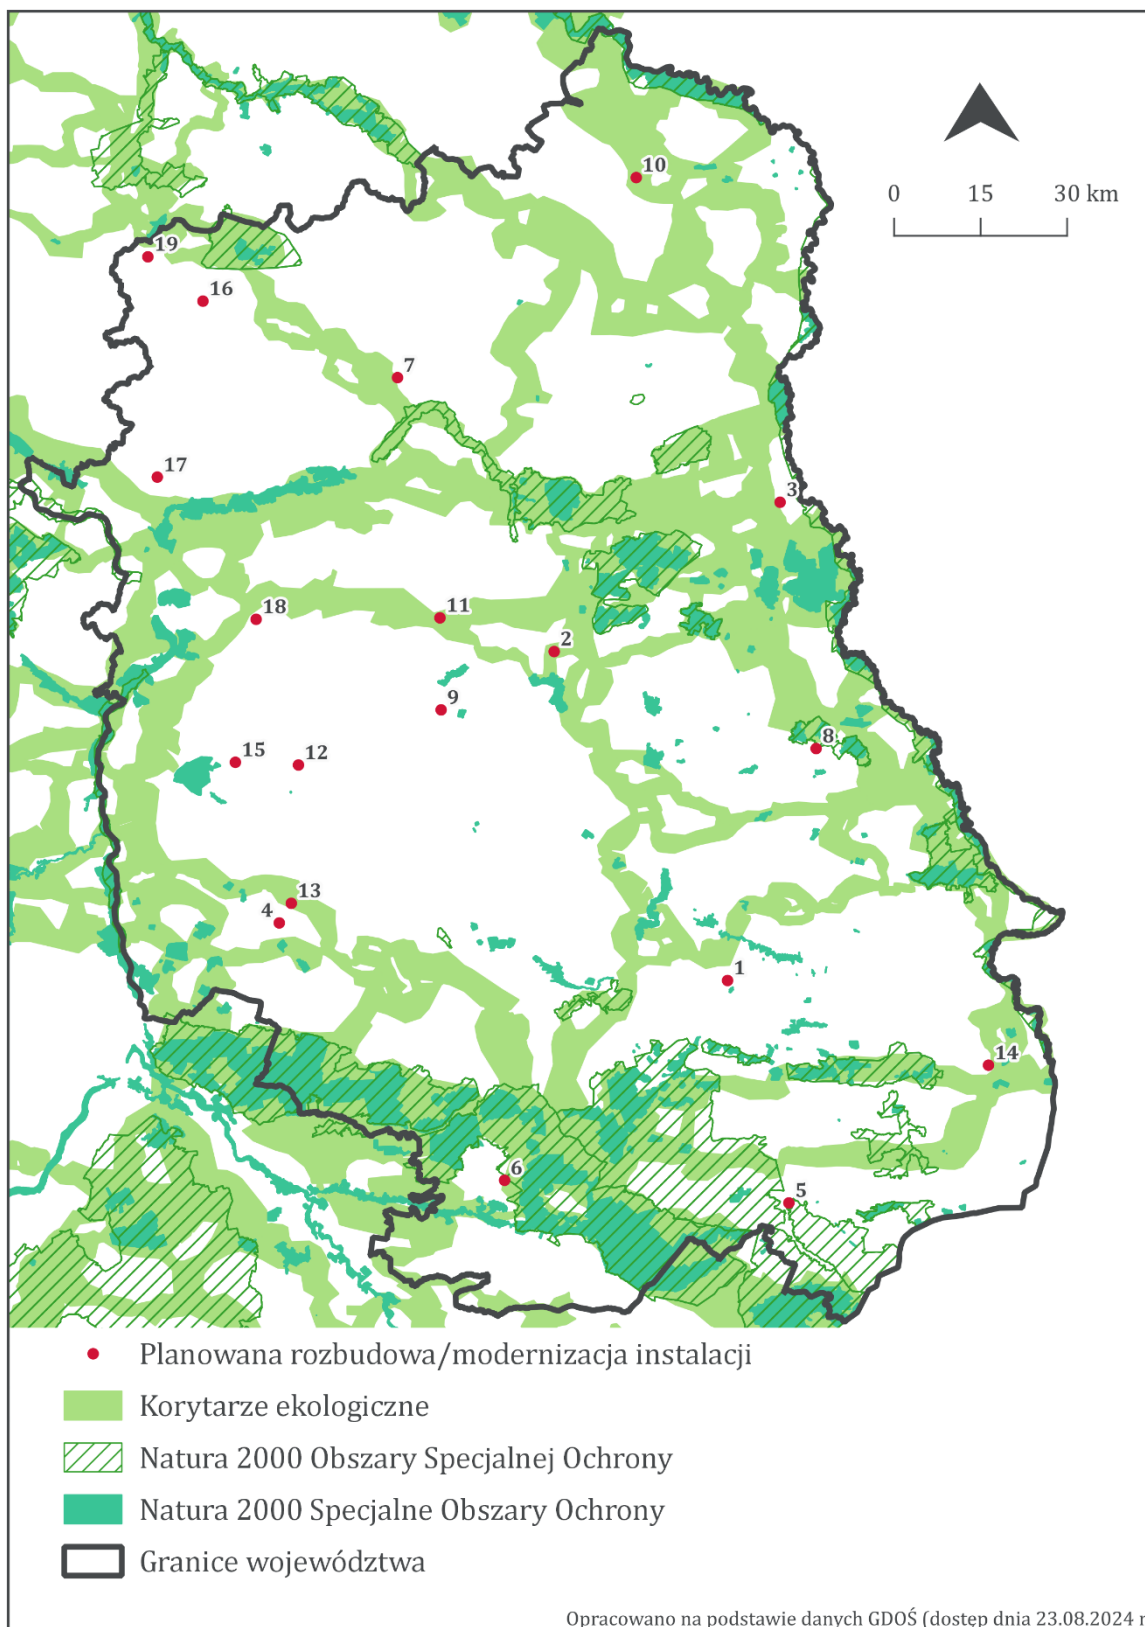 10
0 15 30 km
19
16
7
17
3
18
11
2
9
8
15
12
13
4
1
14
6
5
Planowana rozbudowa/modernizacja instalacji
Korytarze ekologiczne
Natura 2000 Obszary Specjalnej Ochrony
Natura 2000 Specjalne Obszary Ochrony
Granice województwa
Opracowano na podstawie danych GDOŚ (dostęp dnia 23.08.2024 r